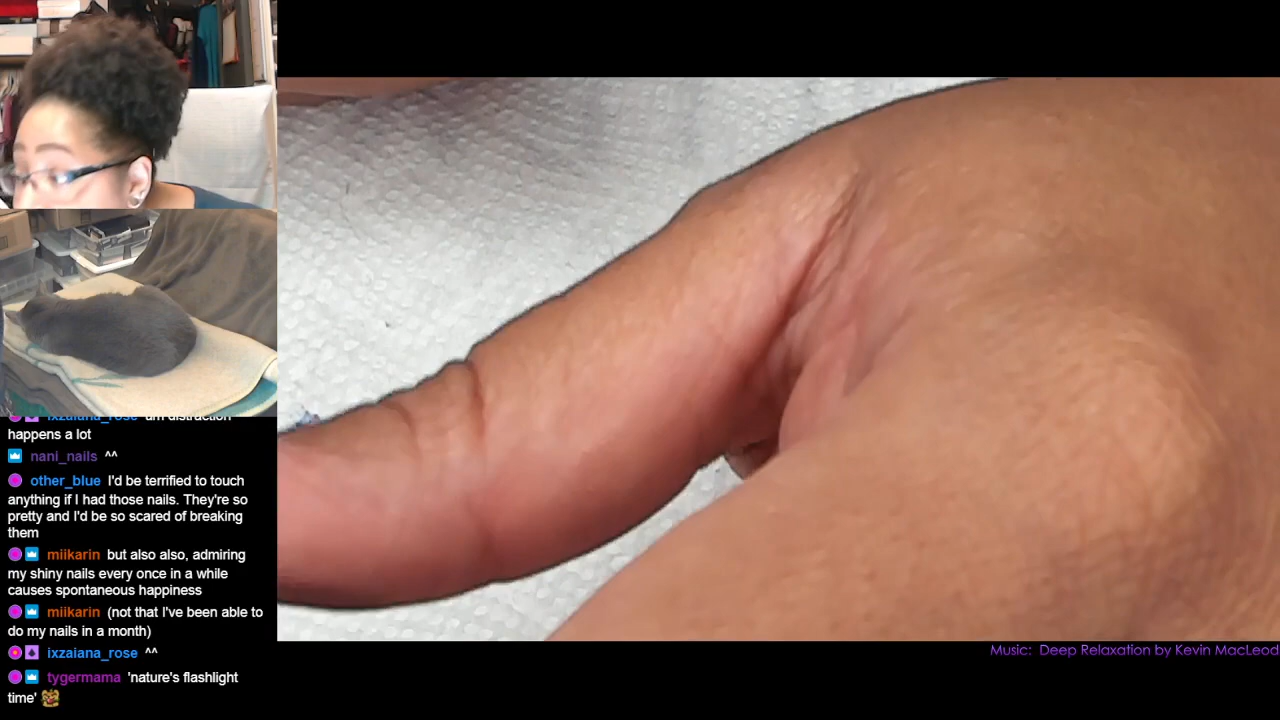 ixzaiana_rose um distraction
happens a lot
nani_nails ^^
other_blue I'd be terrified to touch
anything if I had those nails. They're so
pretty and I'd be so scared of breaking
them
miikarin but also also, admiring
my shiny nails every once in a while
causes spontaneous happiness
miikarin (not that I've been able to
do my nails in a month)
ixzaiana_rose ^^
tygermama 'nature's flashlight
time'
Music: Deep Relaxation by Kevin MacLeod